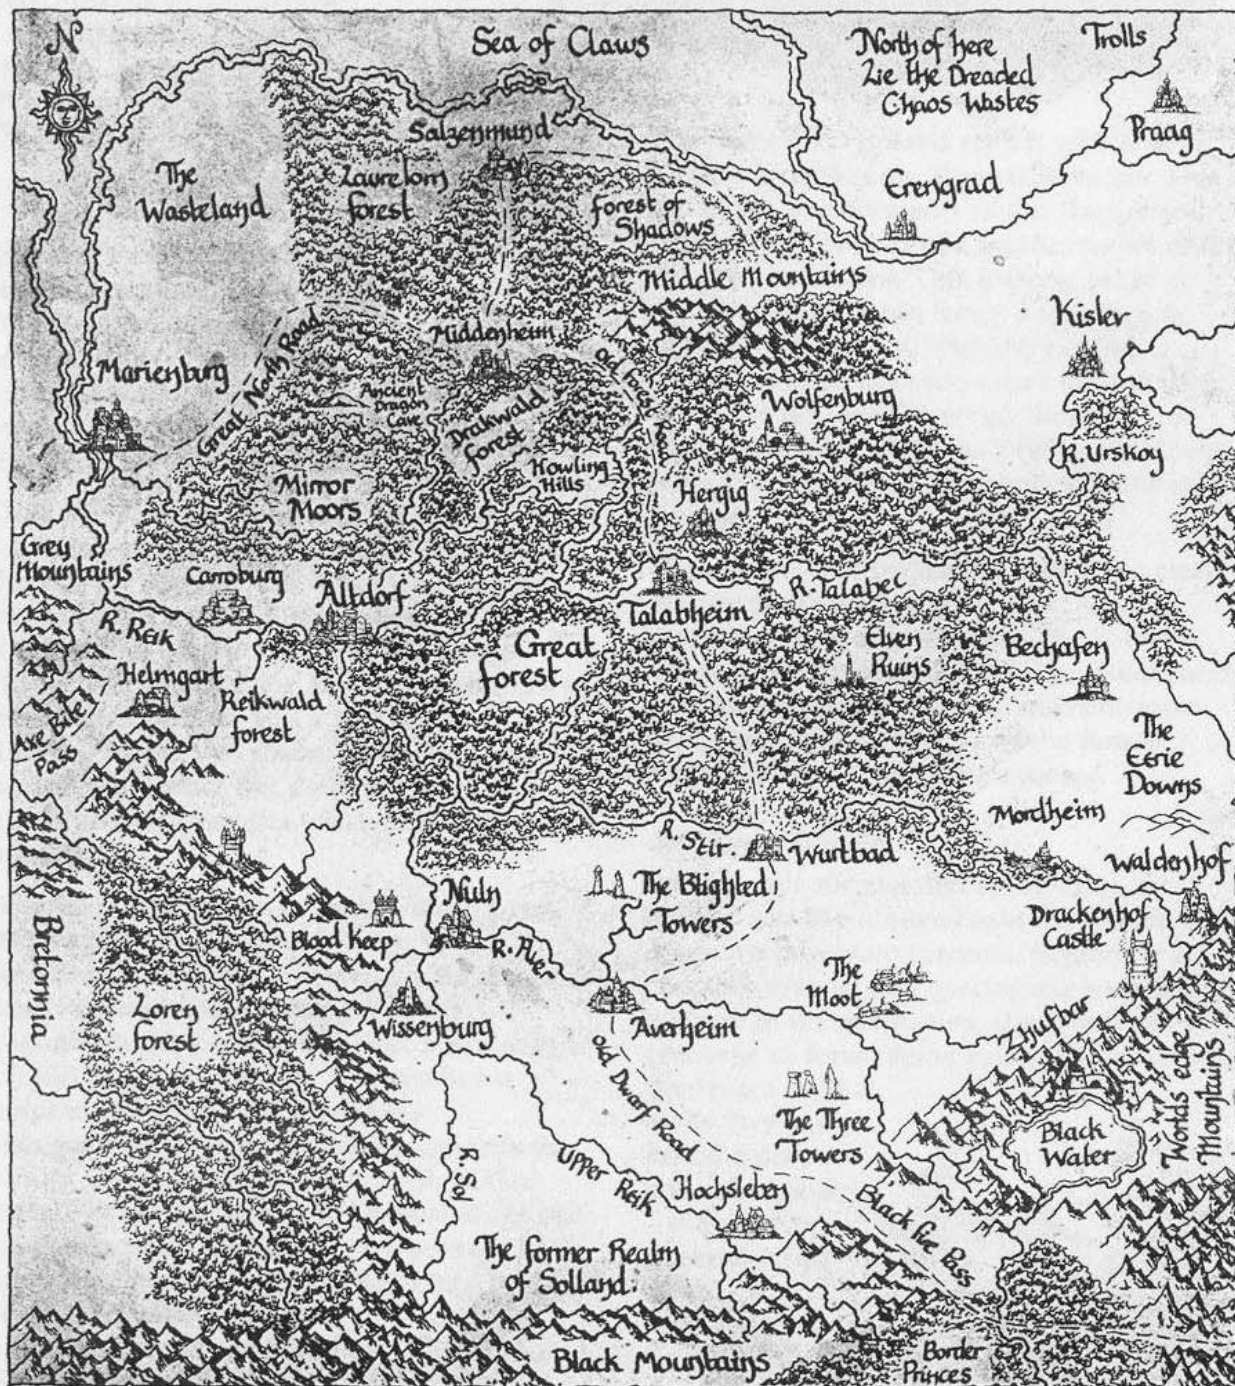 N
Sea of Claws
North of here
Lie the Dreaded
Chaos Wastes
Trolls
Praag
Salzenmund
The
Wasteland
Laurelorn
Forest
Forest of
Shadows
Erengrad
Middle Mountains
Kislev
Great North Road
Middenheim
Marienburg
Ancient
Dragon
Cave
Old Forest Road
Drakwald
Forest
Wolfenburg
R. Urskoy
Howling
Hills
Mirror
Moors
Hergig
Grey
Mountains
Carroburg
Altdorf
Talabheim
R. Talabec
R. Reik
Great
Forest
Elven
Ruins
Bechafen
Helmgart
Reikwald
Forest
Axe Bite
Pass
The
Eerie
Downs
Mordheim
R. Stir.
Wurtbad
Waldenhof
Nuln
The Blighted
Towers
Drackenhof
Castle
Bretonnia
Blood Keep
R. Aver
The
Moot
Loren
Forest
Wissenburg
Averheim
Zhufbar
Worlds edge
Mountains
Old Dwarf Road
The Three
Towers
Black
Water
R. Sol
Upper Reik
Hochsleben
Black Fire Pass
The former Realm
of Solland.
Black Mountains
Border
Princes